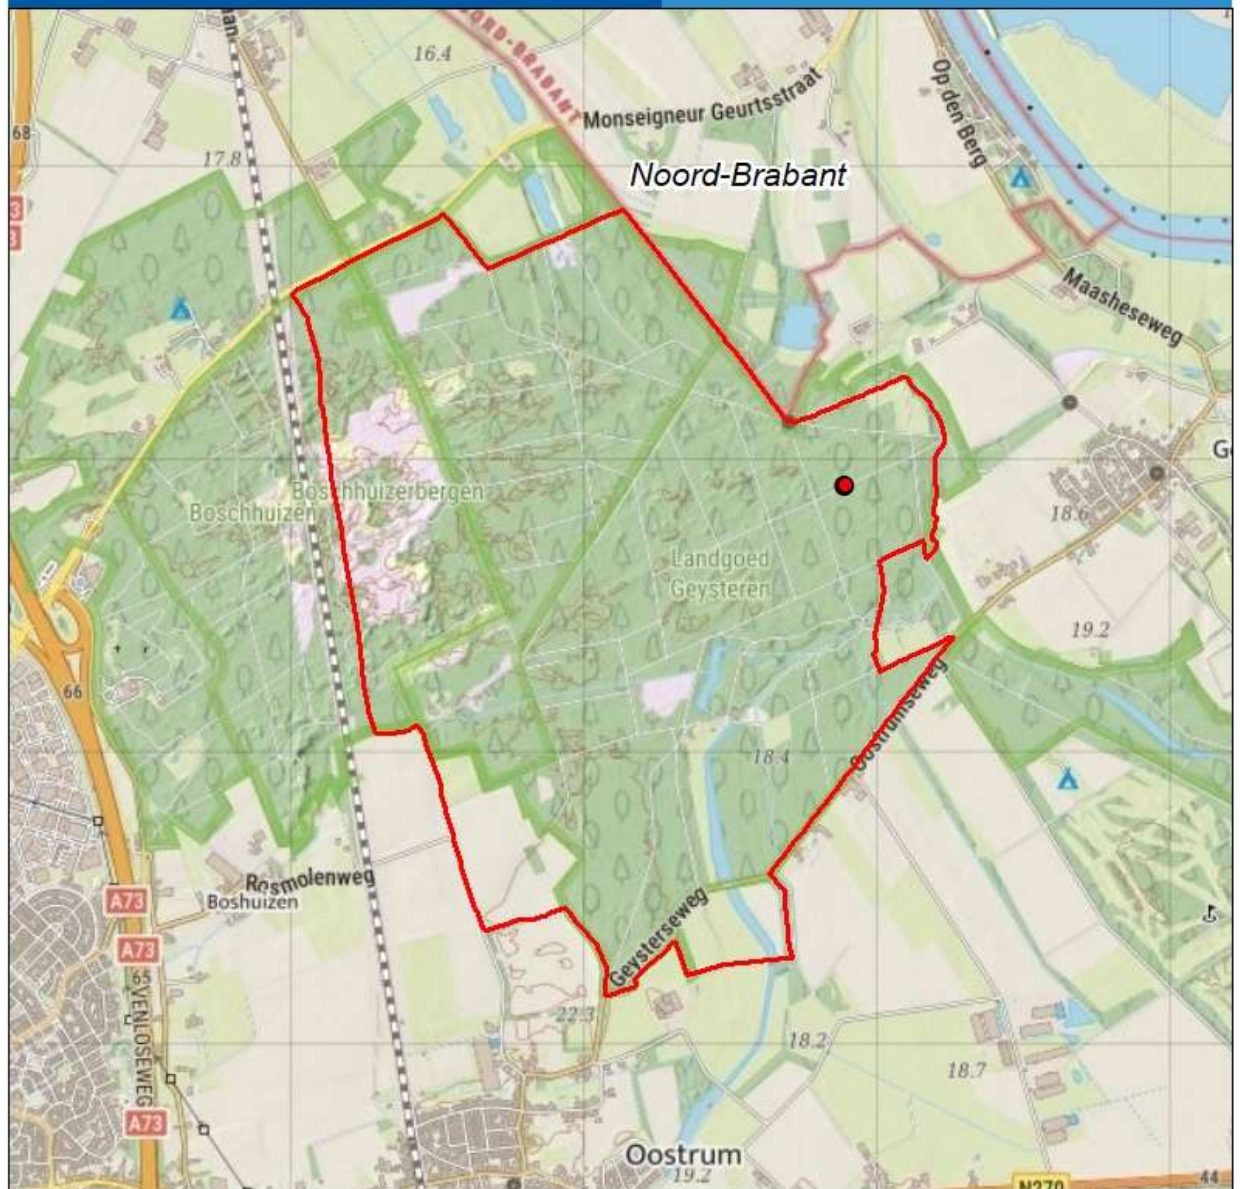 NOORD-BRABANT
16.4
Monseigneur Geurtsstraat
Op den Berg
68
17.8
Noord-Brabant
Maasheseweg
Boschhuizerbergen
Boschhuizen
18.6
Landgoed
Geysteren
19.2
66
Oostrumseweg
18.4
Rosmolenweg
Boshuizen
A73
A73
65
Geysterseweg
VENLOSEWEG
22.3
18.2
18.7
A73
Oostrum
19.2
N270
44